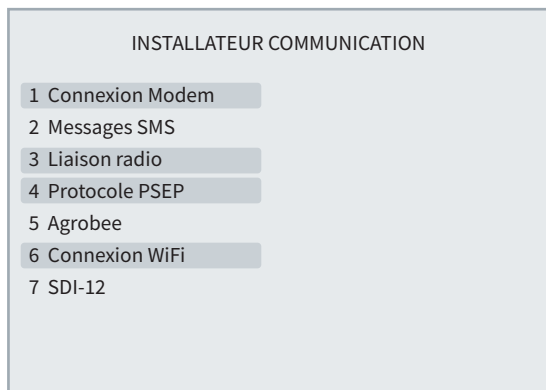 INSTALLATEUR COMMUNICATION
1 Connexion Modem
2 Messages SMS
3 Liaison radio
4 Protocole PSEP
5 Agrobee
6 Connexion WiFi
7 SDI-12